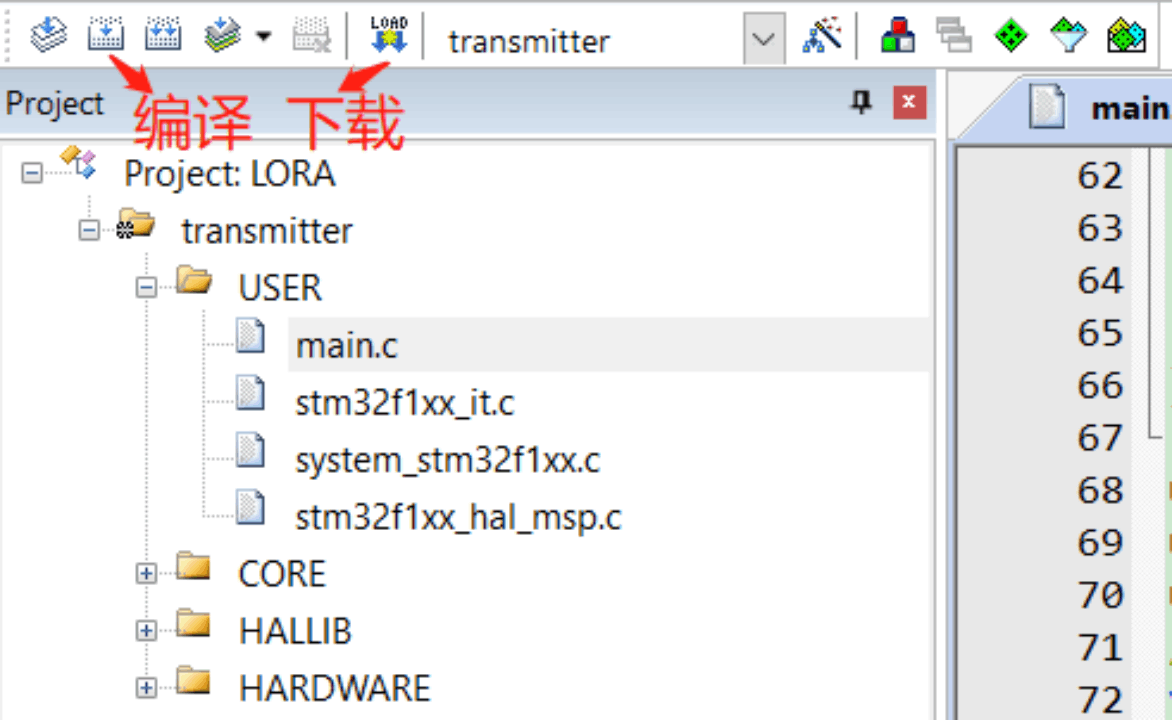 LOAD
transmitter
Project
编译 下载
main.
Project: LORA
transmitter
USER
main.c
stm32f1xx_it.c
system_stm32f1xx.c
stm32f1xx_hal_msp.c
CORE
HALLIB
HARDWARE
62
63
64
65
66
67
68
69
70
71
72